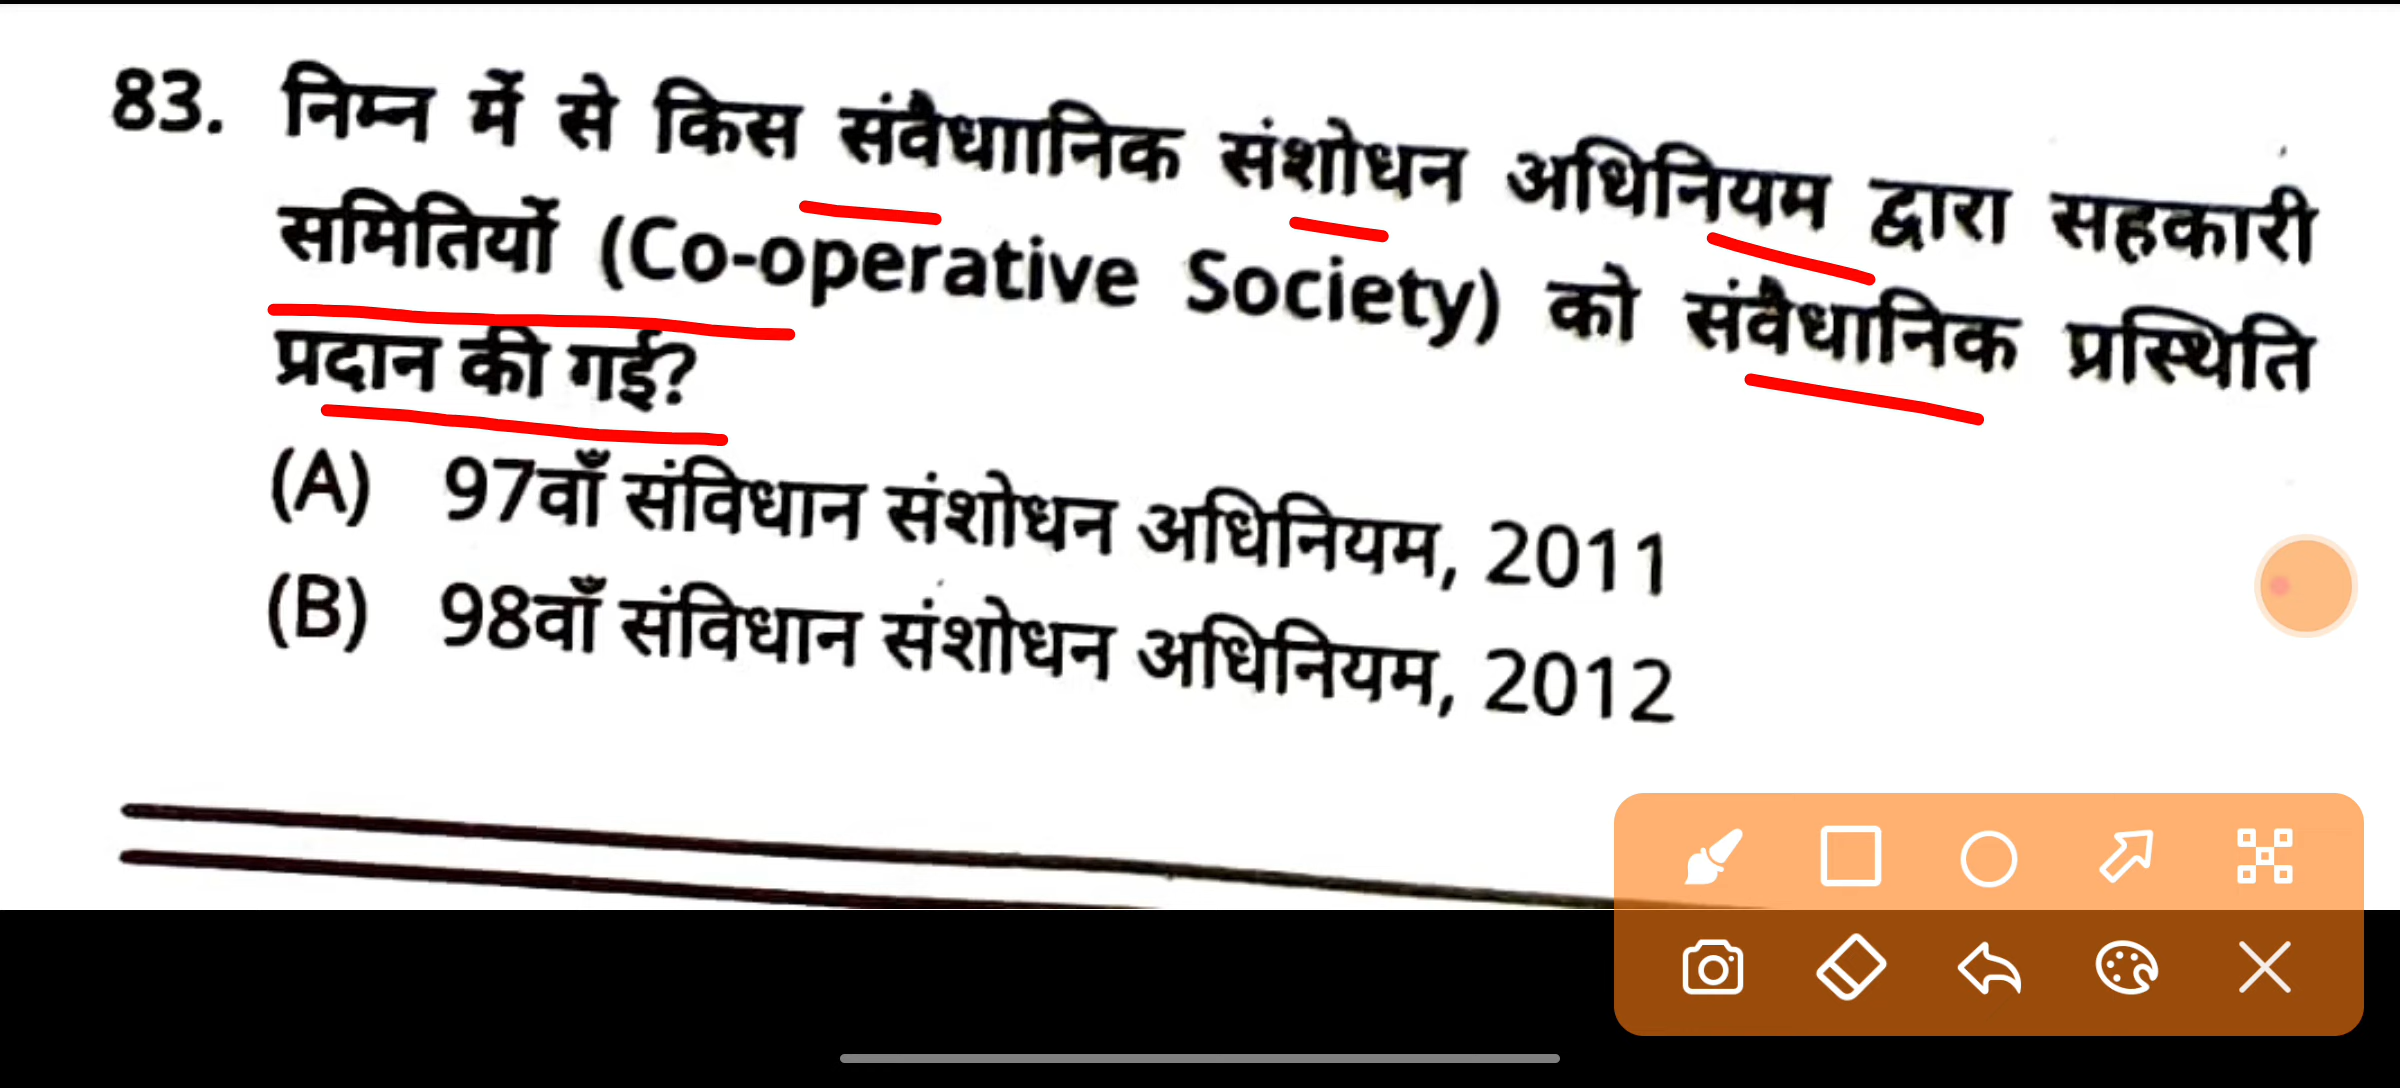 83. निम्न में से किस संवैधाानिक संशोधन अधिनियम द्वारा सहकारी
समितियों (Co-operative Society) को संवैधानिक प्रस्थिति
प्रदान की गई?
(A) 97वाँ संविधान संशोधन अधिनियम, 2011
(B) 98वाँ संविधान संशोधन अधिनियम, 2012